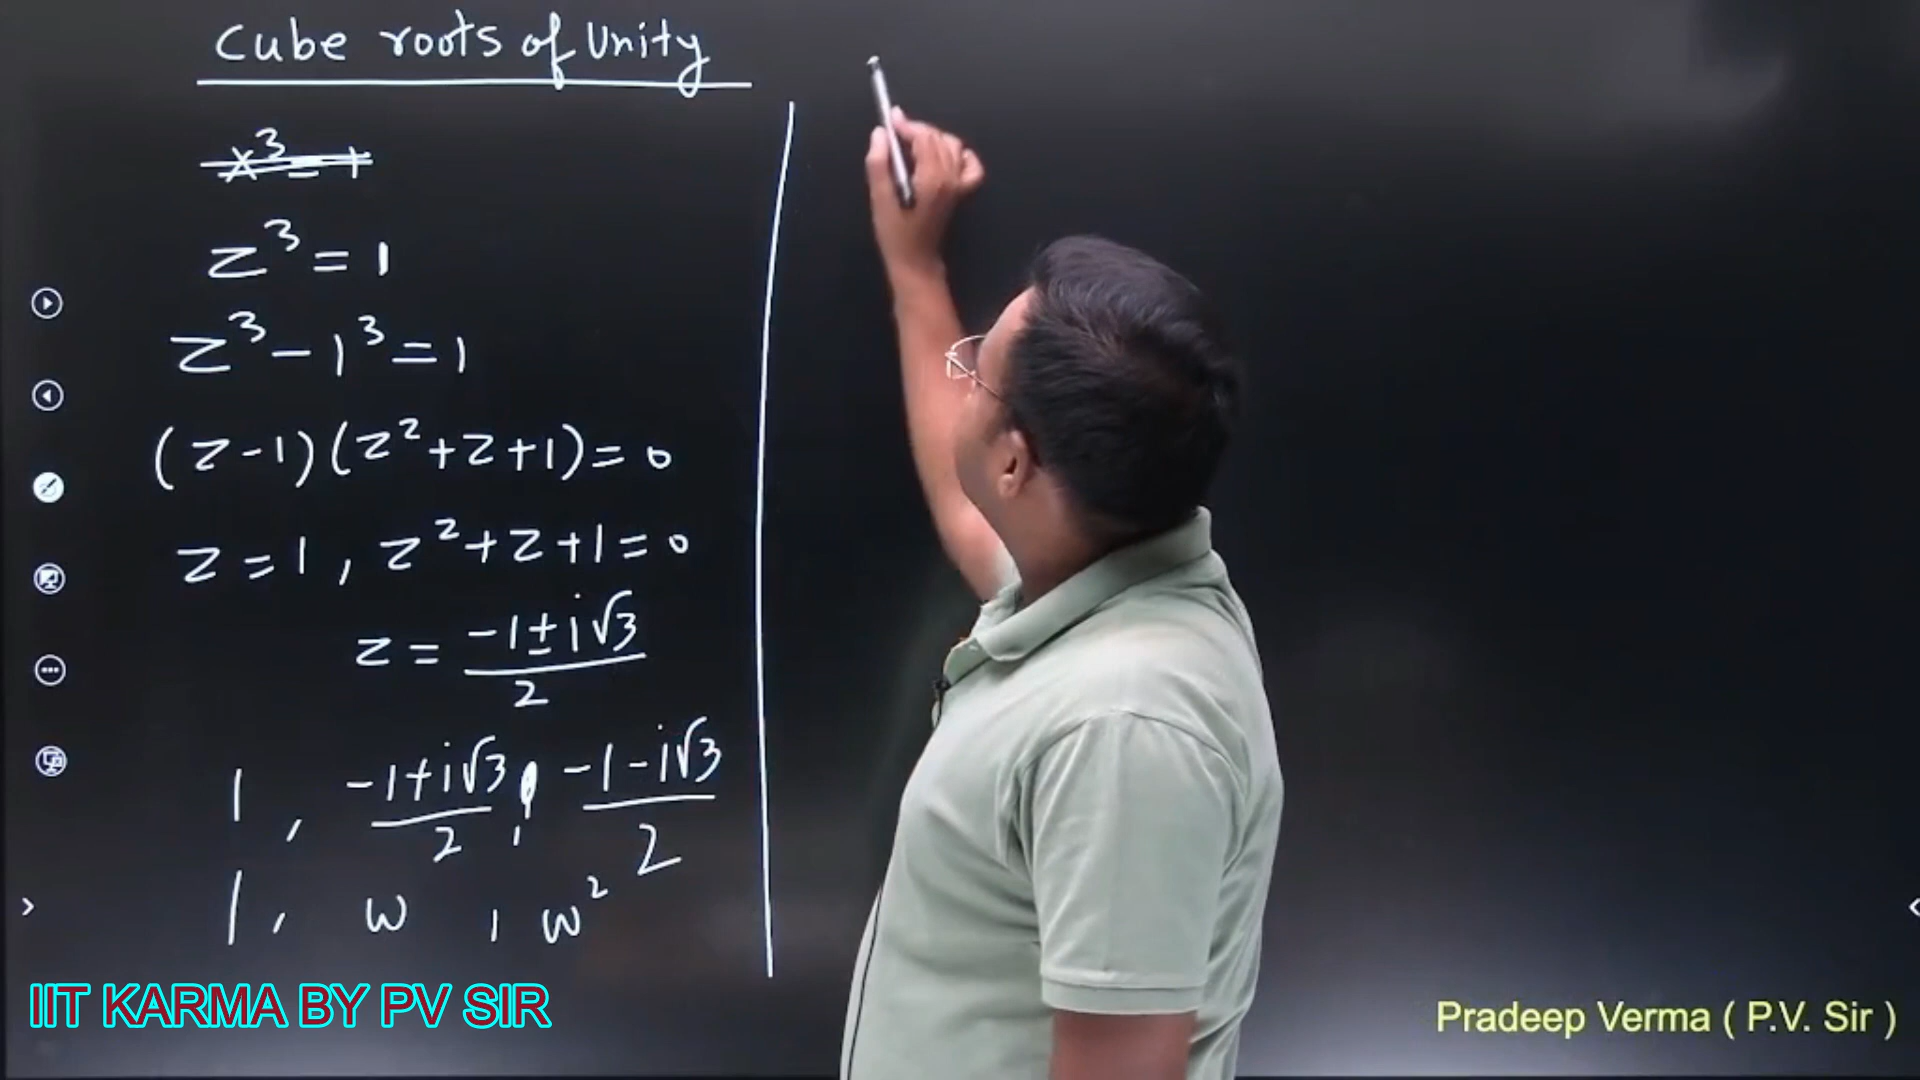 Cube roots of Unity
x³ = 1
z³ = 1
z³ - 1³ = 1
(z-1)(z²+z+1) = 0
z = 1, z²+z+1 = 0
z = (-1±i√3)/2
1, (-1+i√3)/2, (-1-i√3)/2
1, ω, ω²
IIT KARMA BY PV SIR
Pradeep Verma ( P.V. Sir )